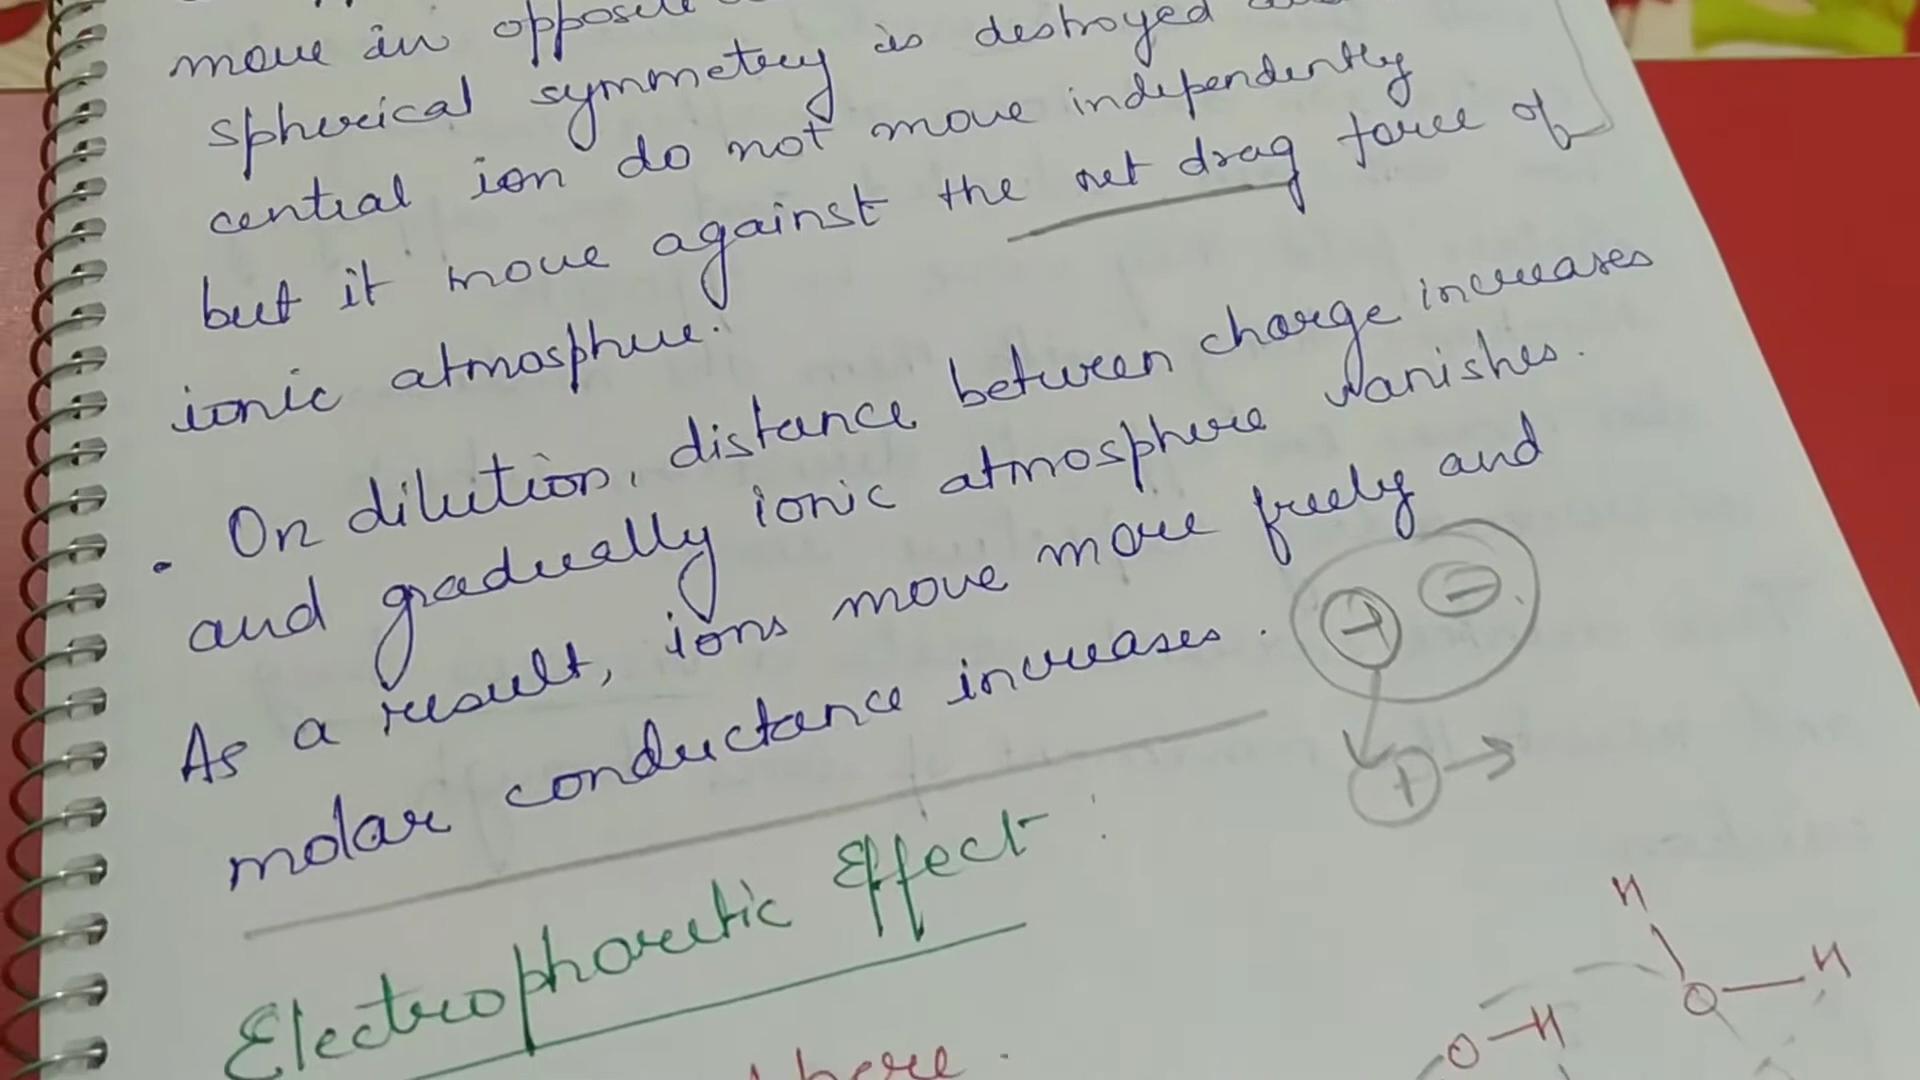 move in opposite
spherical symmetry is destroyed
central ion do not move independently
but it move against the net drag force of
ionic atmosphere.
• On dilution, distance between charge increases
and gradually ionic atmosphere vanishes.
As a result, ions move more freely and
molar conductance increases.
+ −
+
Electrophoretic Effect :
H
O—H
O—H
here.